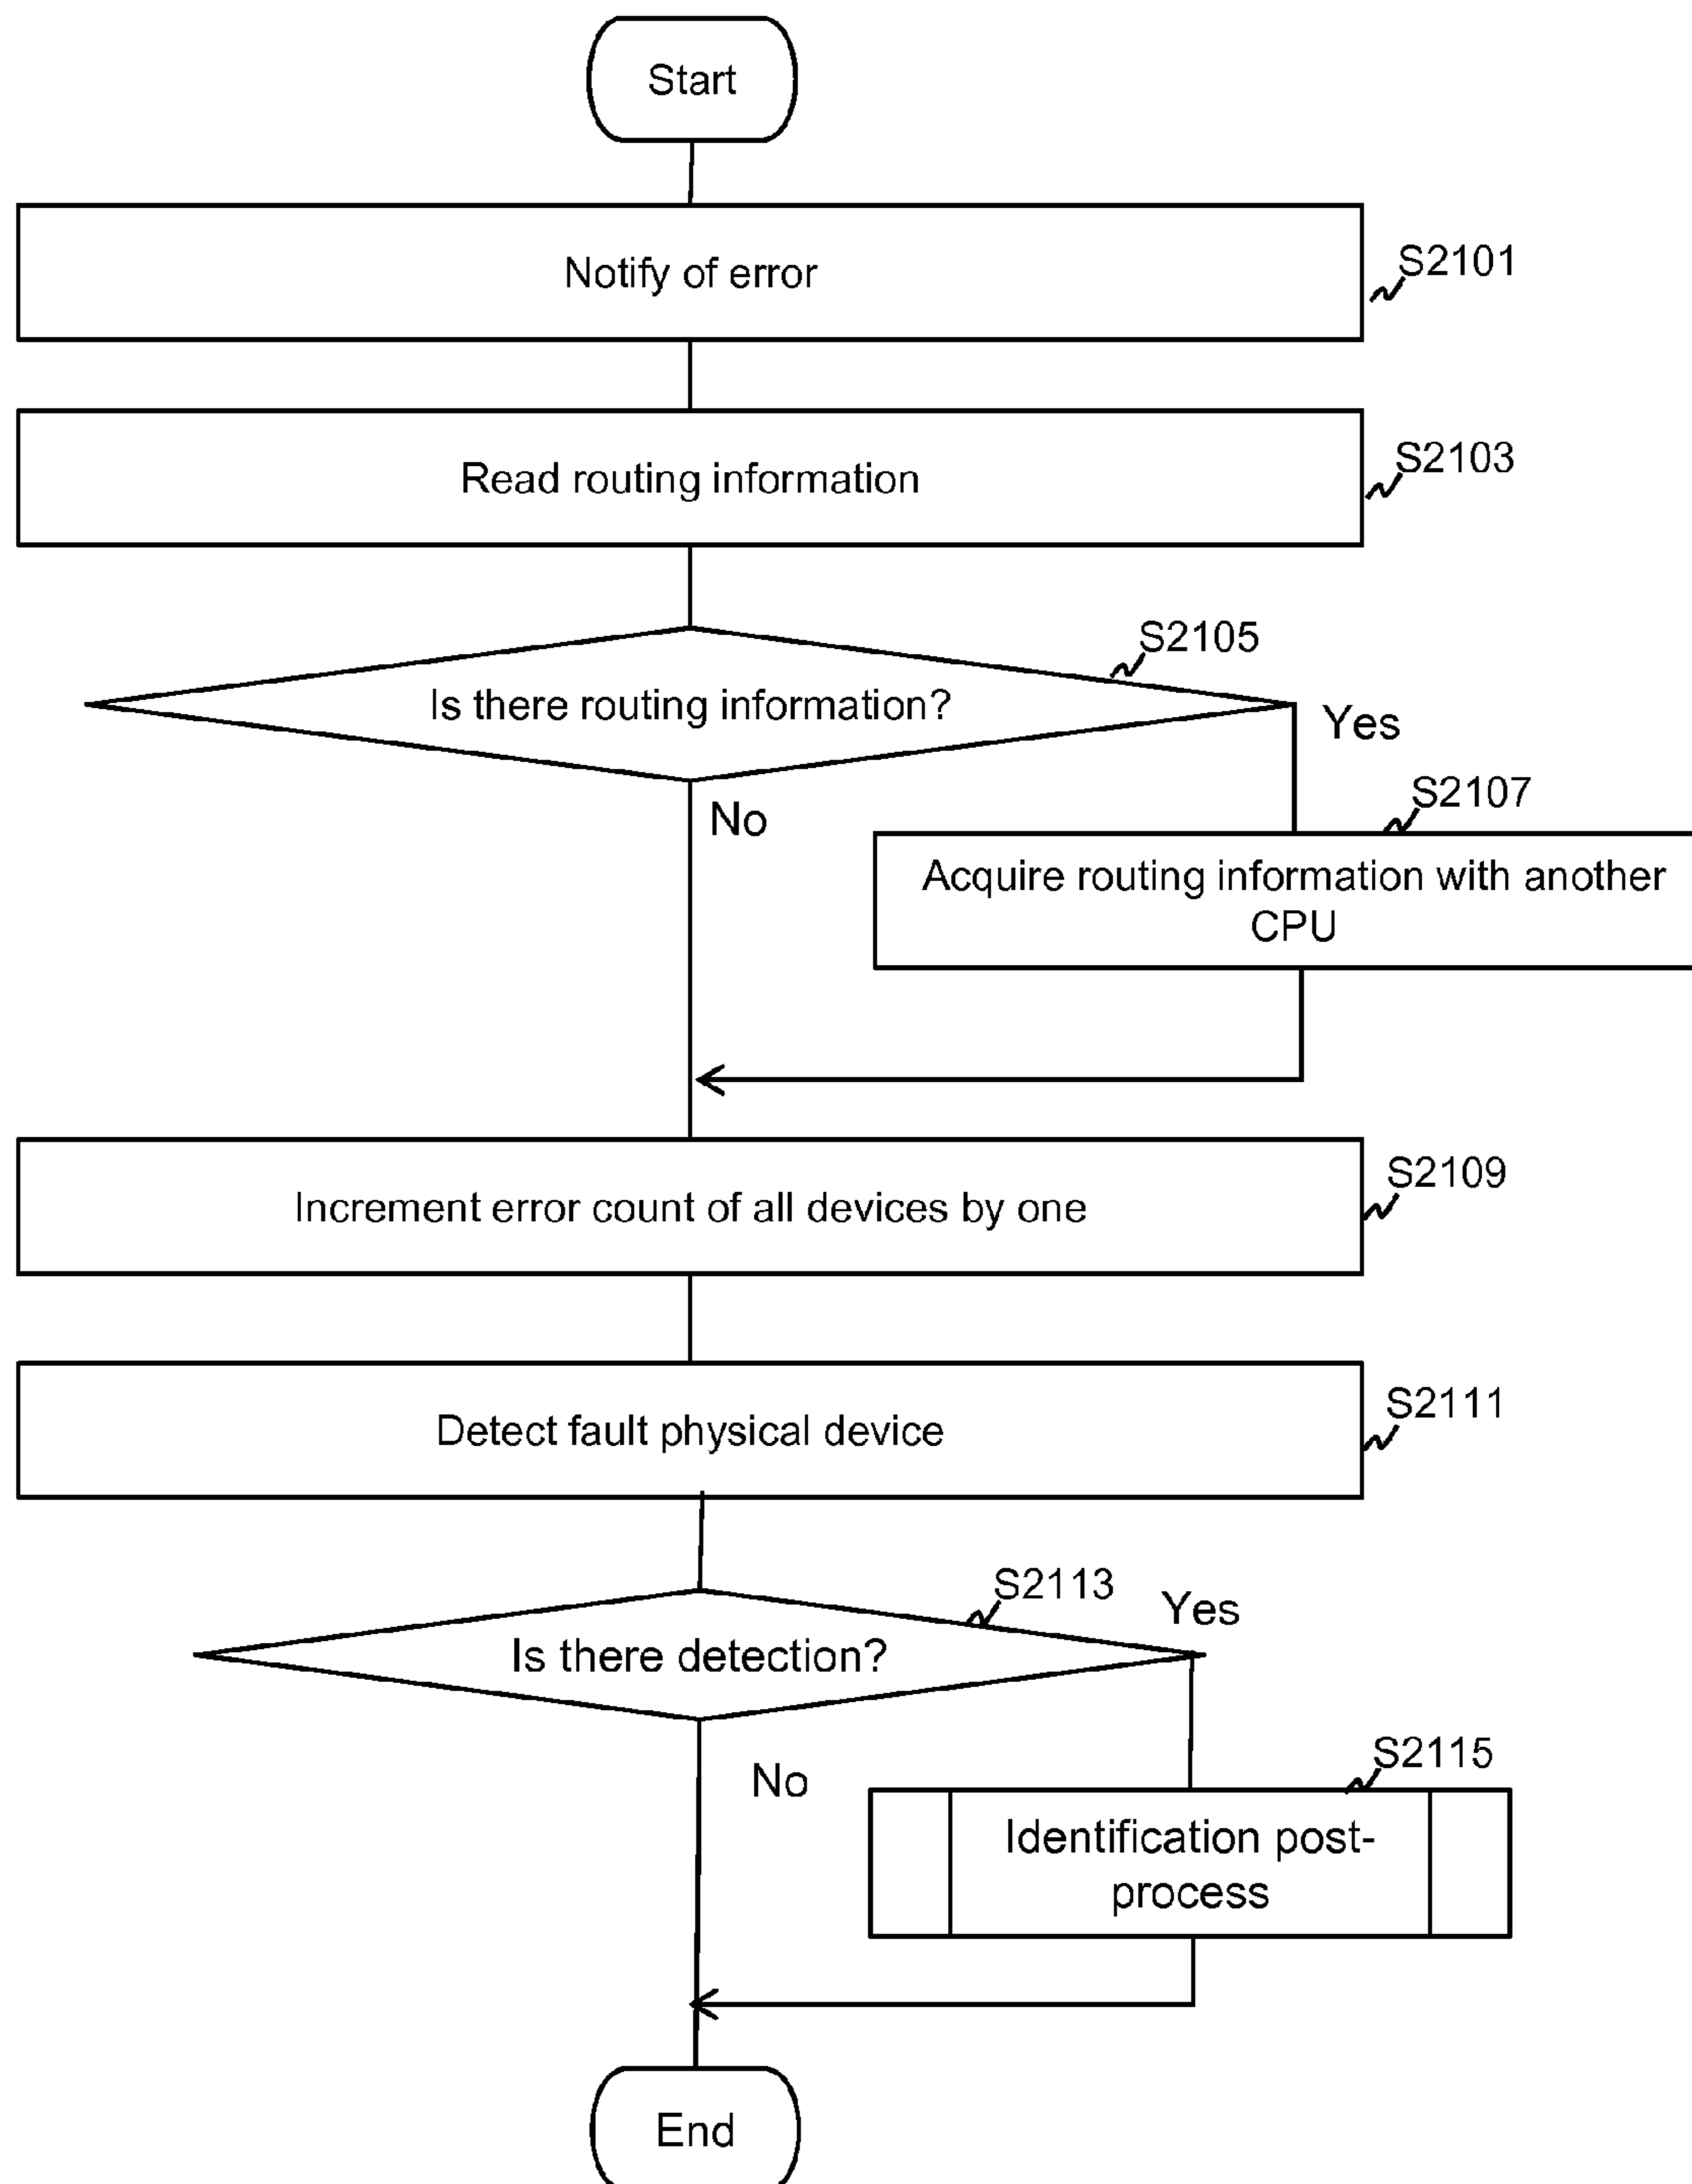 Start
Notify of error
S2101
Read routing information
S2103
S2105
Is there routing information?
Yes
No
S2107
Acquire routing information with another
CPU
Increment error count of all devices by one
S2109
Detect fault physical device
S2111
S2113
Yes
Is there detection?
No
S2115
Identification post-
process
End